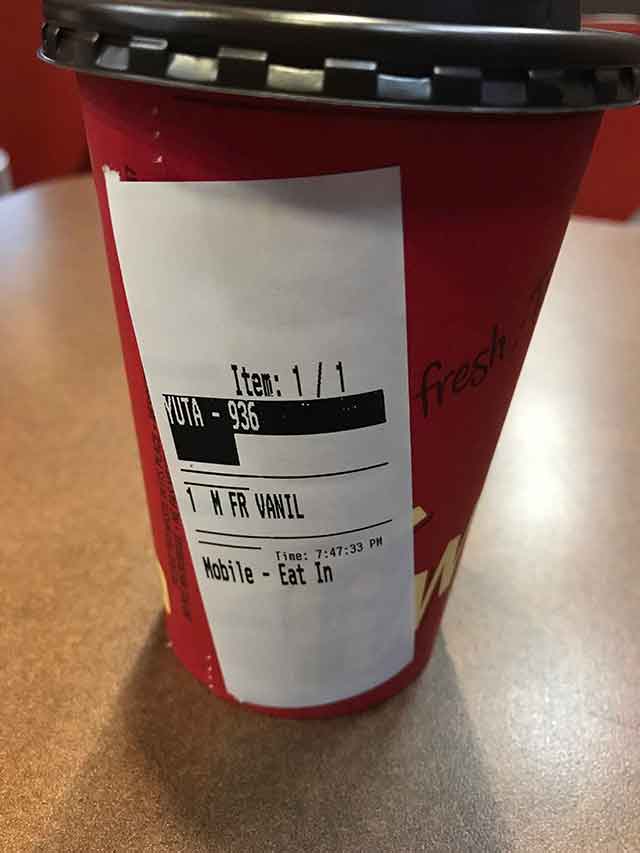 Item: 1 / 1
YUTA - 936
1 M FR VANIL
Time: 7:47:33 PM
Mobile - Eat In
fresh